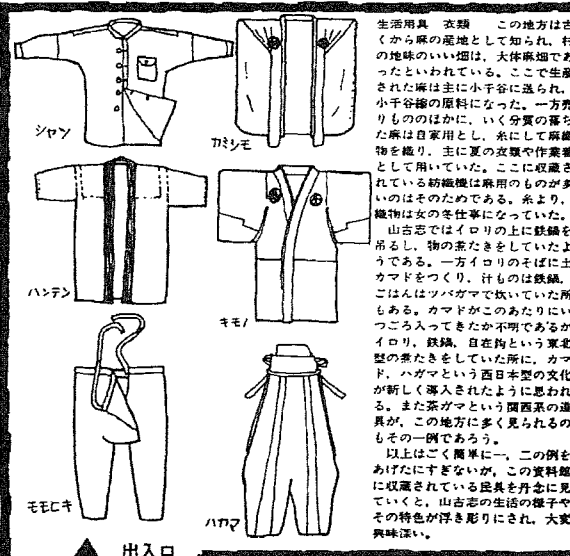 シャツ
カミシモ
ハンテン
キモノ
モモヒキ
ハカマ
出入口
生活用具 衣類 この地方は古
くから麻の産地として知られ、村
の地味のいい畑は、大体麻畑であ
ったといわれている。ここで生産
された麻は主に小千谷に送られ、
小千谷縮の原料になった。一方売
りもののほかに、いく分質の落ち
た麻は自家用とし、糸にして麻織
物を織り、主に夏の衣類や作業着
として用いていた。ここに収蔵さ
れている紡織機は麻用のものが多
いのはそのためである。糸より、
織物は女の冬仕事になっていた。
山古志ではイロリの上に鉄鍋を
吊るし、物の煮たきをしていたよ
うである。一方イロリのそばに土
カマドをつくり、汁ものは鉄鍋、
ごはんはツバガマで炊いていた所
もある。カマドがこのあたりにい
つごろ入ってきたか不明であるが
イロリ、鉄鍋、自在鉤という東北
型の煮たきをしていた所に、カマ
ド、ハガマという西日本型の文化
が新しく導入されたように思われ
る。また茶ガマという関西系の道
具が、この地方に多く見られるの
もその一例であろう。
以上はごく簡単に一、二の例を
あげたにすぎないが、この資料館
に収蔵されている民具を丹念に見
ていくと、山古志の生活の様子や
その特色が浮き彫りにされ、大変
興味深い。